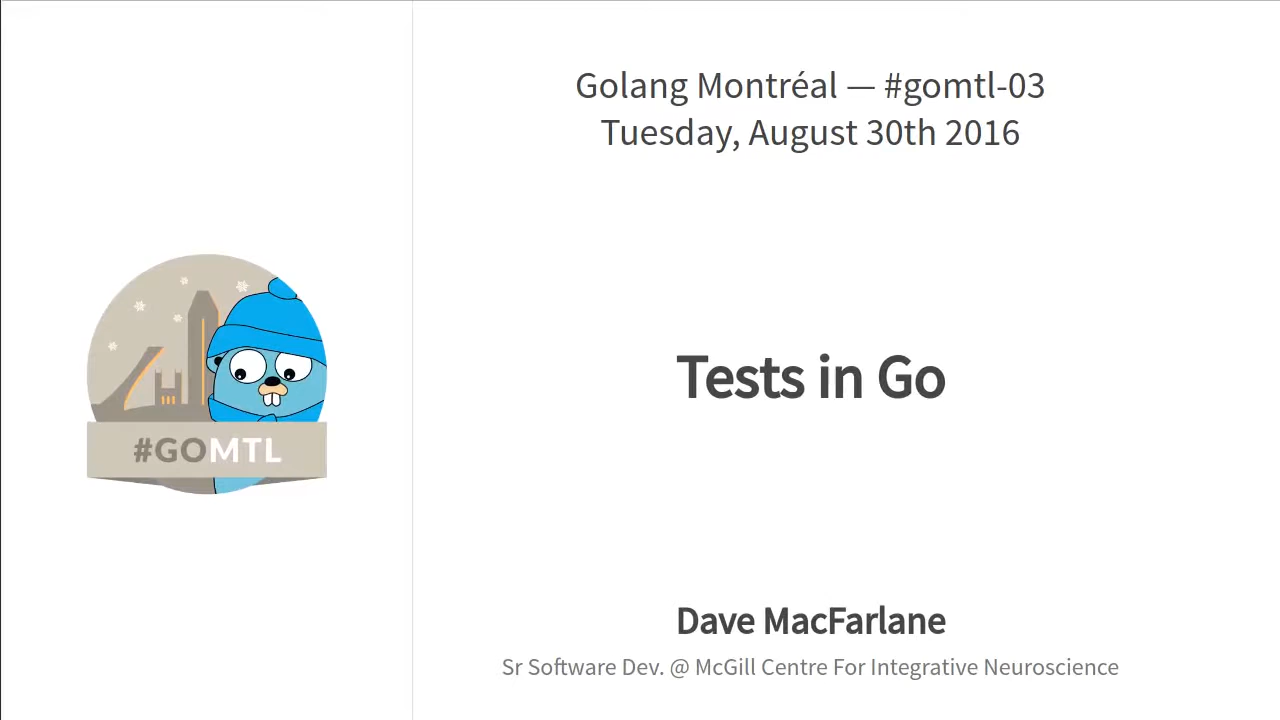 Golang Montréal — #gomtl-03
Tuesday, August 30th 2016
#GOMTL
Tests in Go
Dave MacFarlane
Sr Software Dev. @ McGill Centre For Integrative Neuroscience